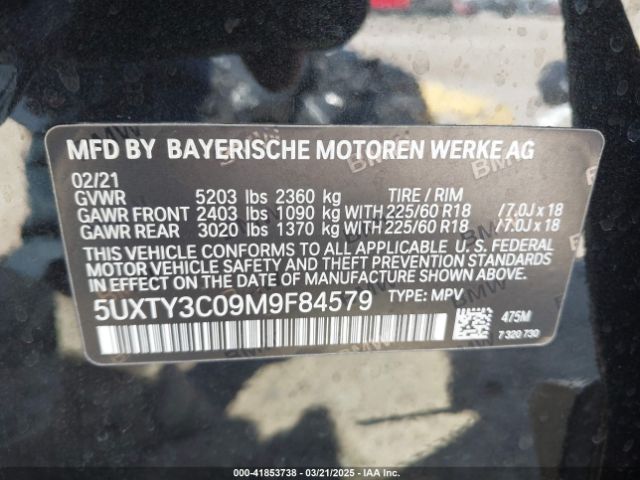 MFD BY BAYERISCHE MOTOREN WERKE AG
02/21
GVWR 5203 lbs 2360 kg TIRE / RIM
GAWR FRONT 2403 lbs 1090 kg WITH 225/60 R18 / 7.0J x 18
GAWR REAR 3020 lbs 1370 kg WITH 225/60 R18 / 7.0J x 18
THIS VEHICLE CONFORMS TO ALL APPLICABLE U. S. FEDERAL
MOTOR VEHICLE SAFETY AND THEFT PREVENTION STANDARDS
IN EFFECT ON THE DATE OF MANUFACTURE SHOWN ABOVE.
5UXTY3C09M9F84579 TYPE: MPV
475M
7 320 730
000-41853738 - 03/21/2025 - IAA Inc.